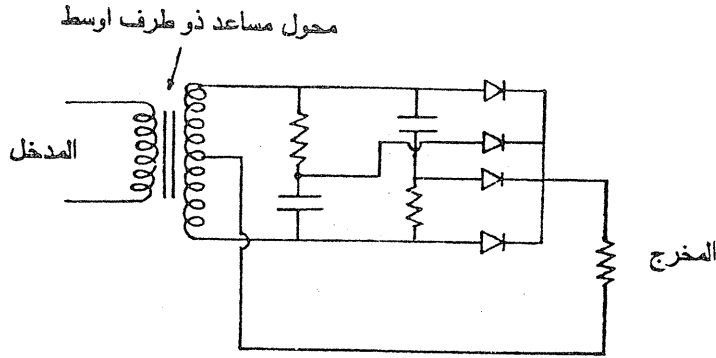 محول مساعد ذو طرف اوسط
المدخل
المخرج